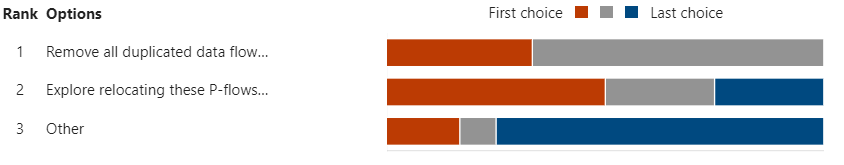 Rank Options First choice Last choice
1 Remove all duplicated data flow...
2 Explore relocating these P-flows...
3 Other